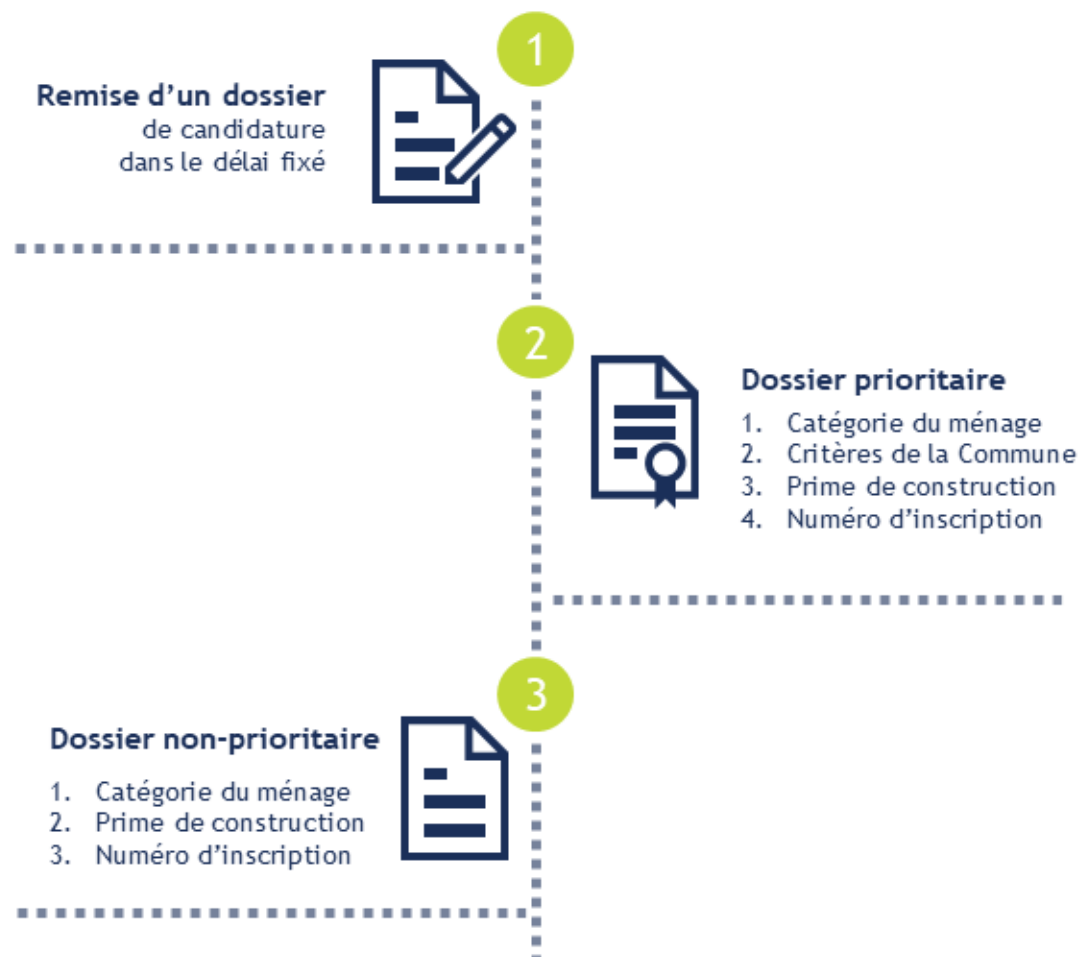 1
Remise d'un dossier
de candidature
dans le délai fixé
2
Dossier prioritaire
1. Catégorie du ménage
2. Critères de la Commune
3. Prime de construction
4. Numéro d'inscription
3
Dossier non-prioritaire
1. Catégorie du ménage
2. Prime de construction
3. Numéro d'inscription